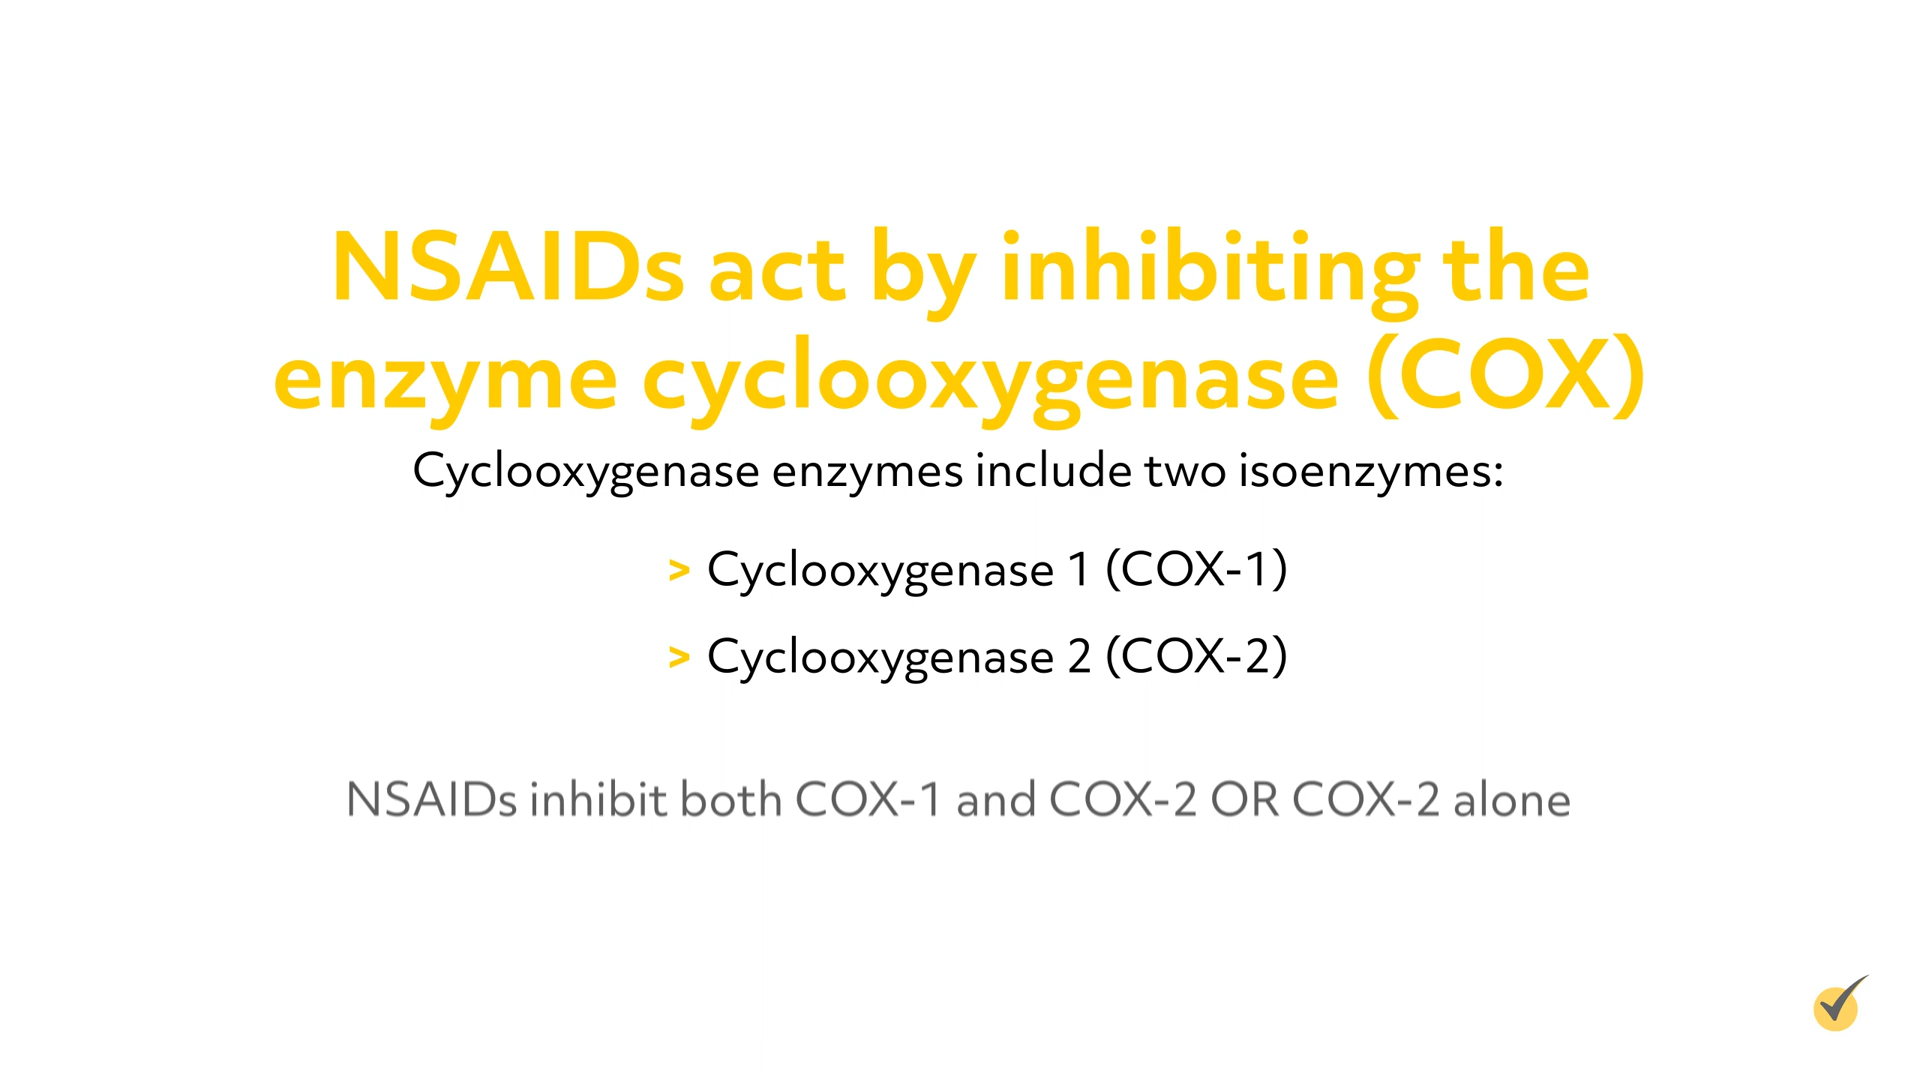 NSAIDs act by inhibiting the
enzyme cyclooxygenase (COX)
Cyclooxygenase enzymes include two isoenzymes:
> Cyclooxygenase 1 (COX-1)
> Cyclooxygenase 2 (COX-2)
NSAIDs inhibit both COX-1 and COX-2 OR COX-2 alone